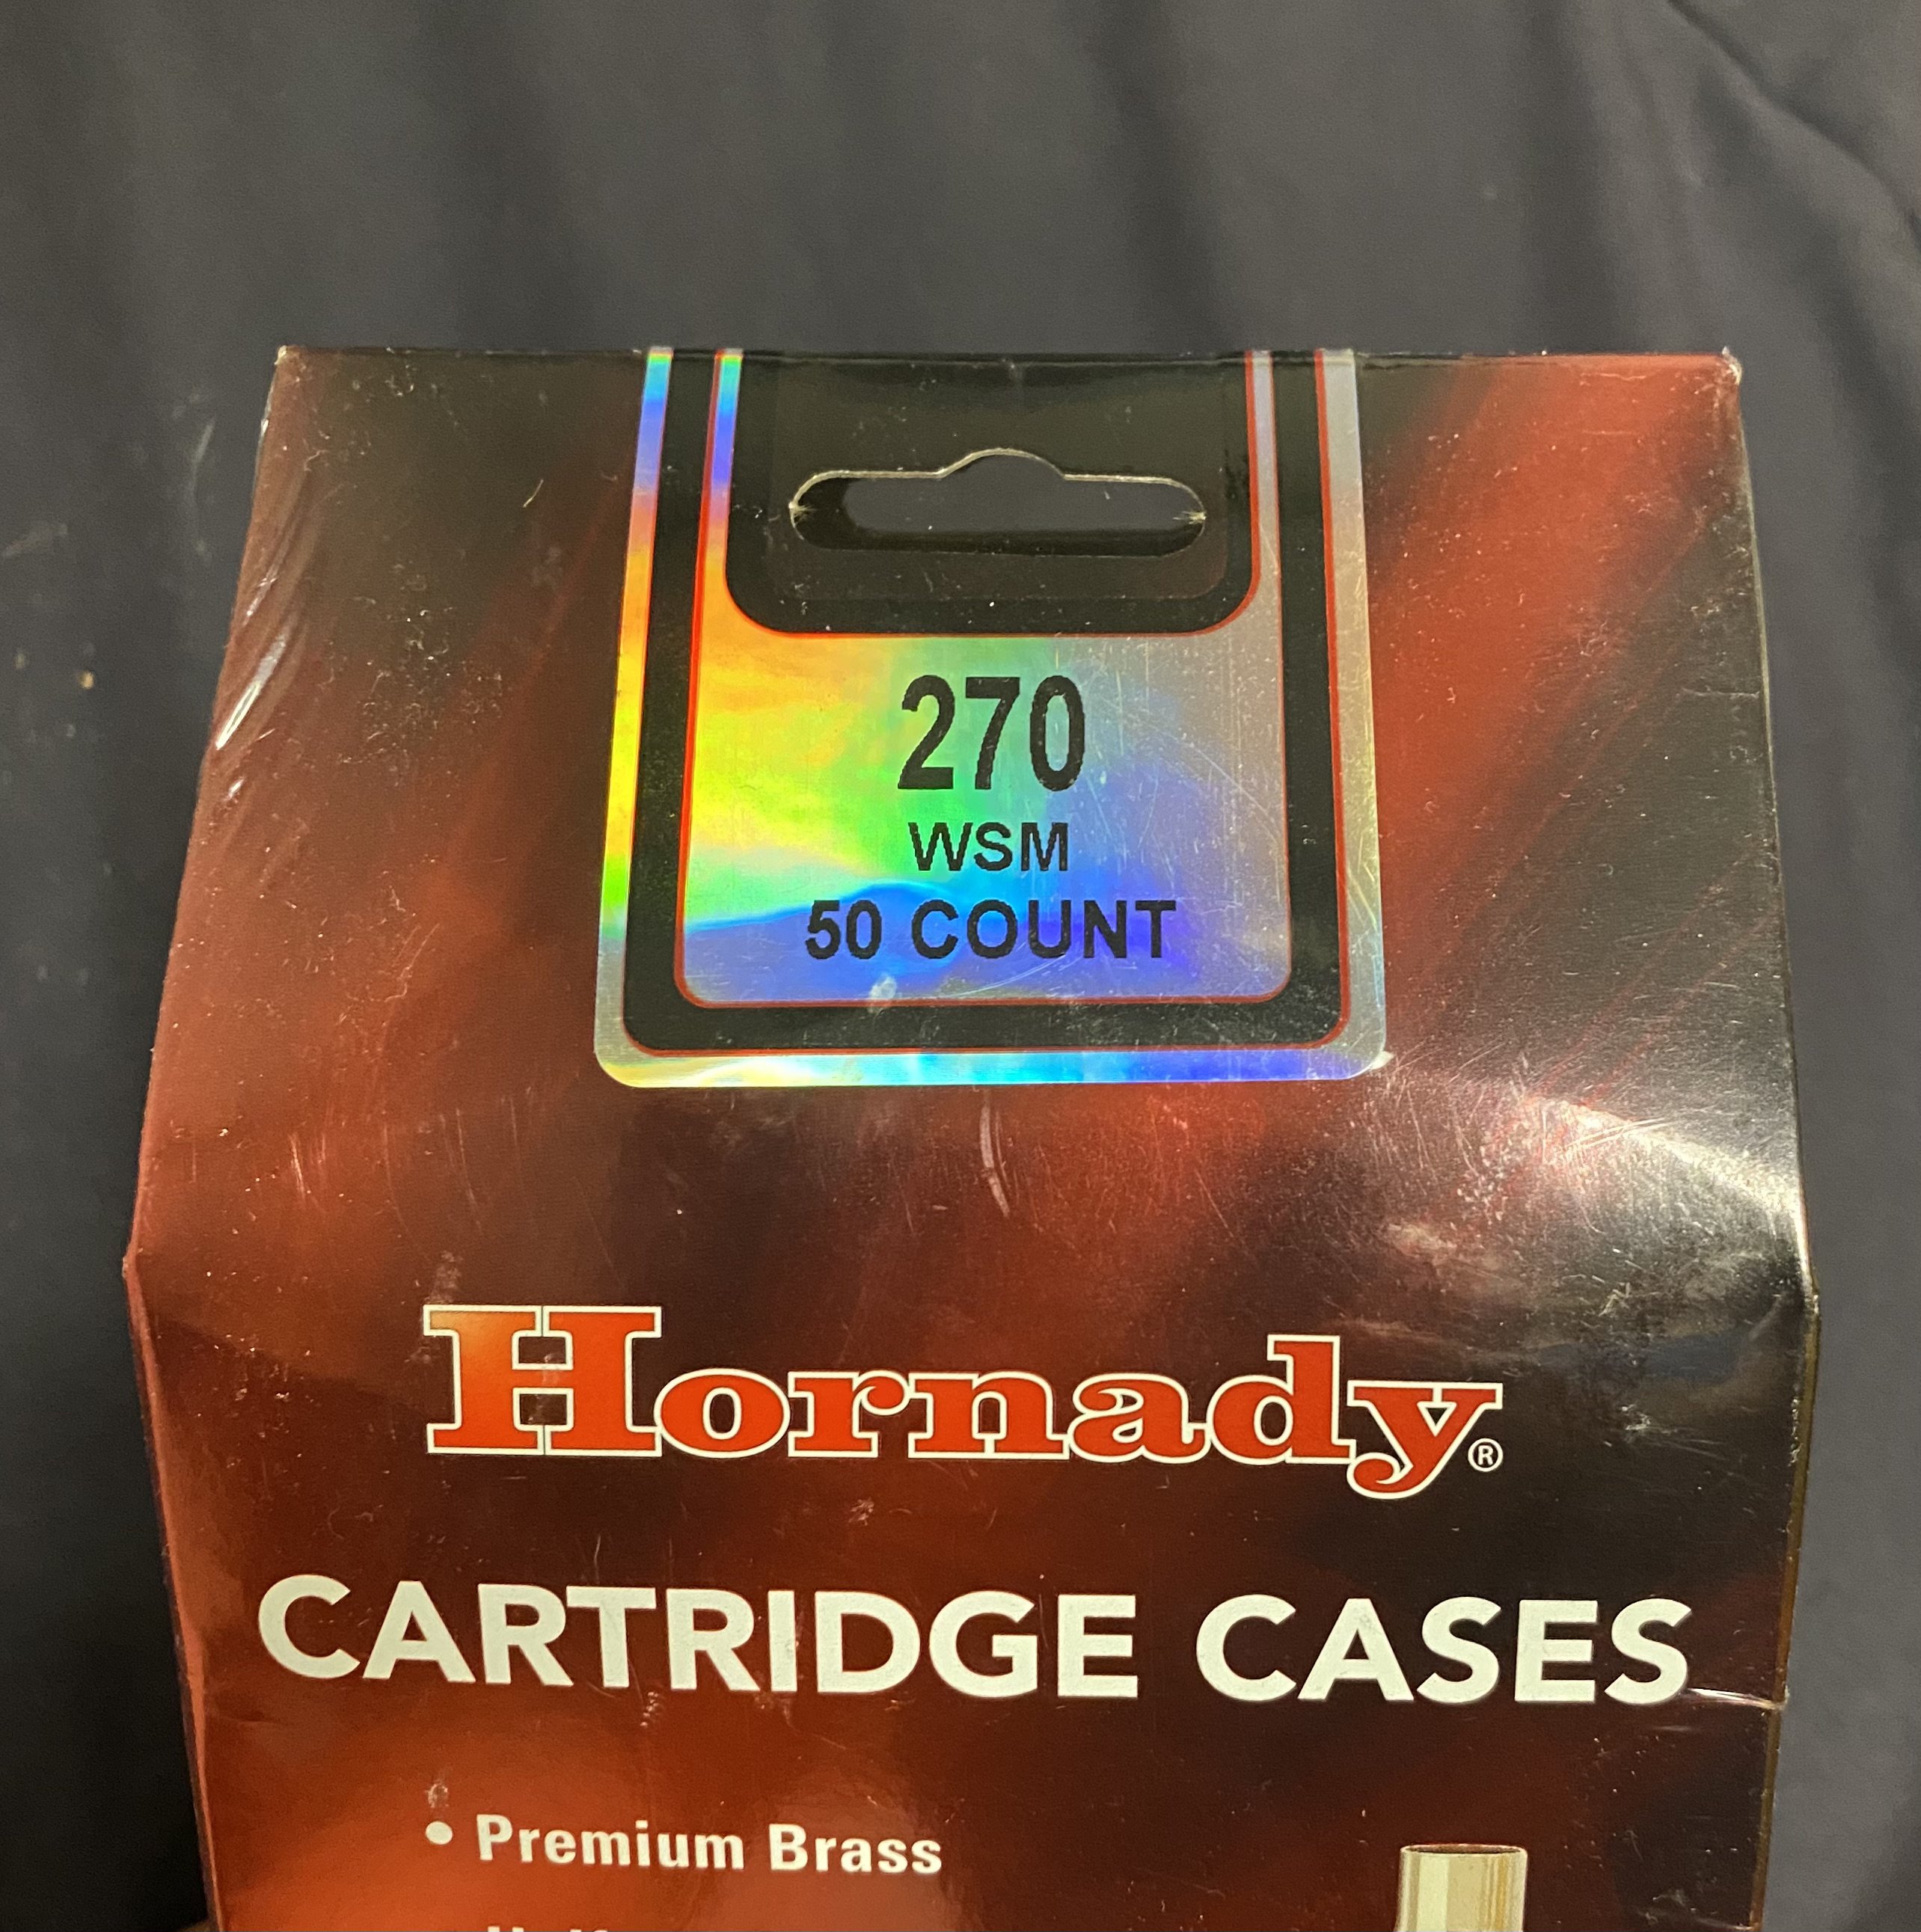 270
WSM
50 COUNT
Hornady®
CARTRIDGE CASES
• Premium Brass